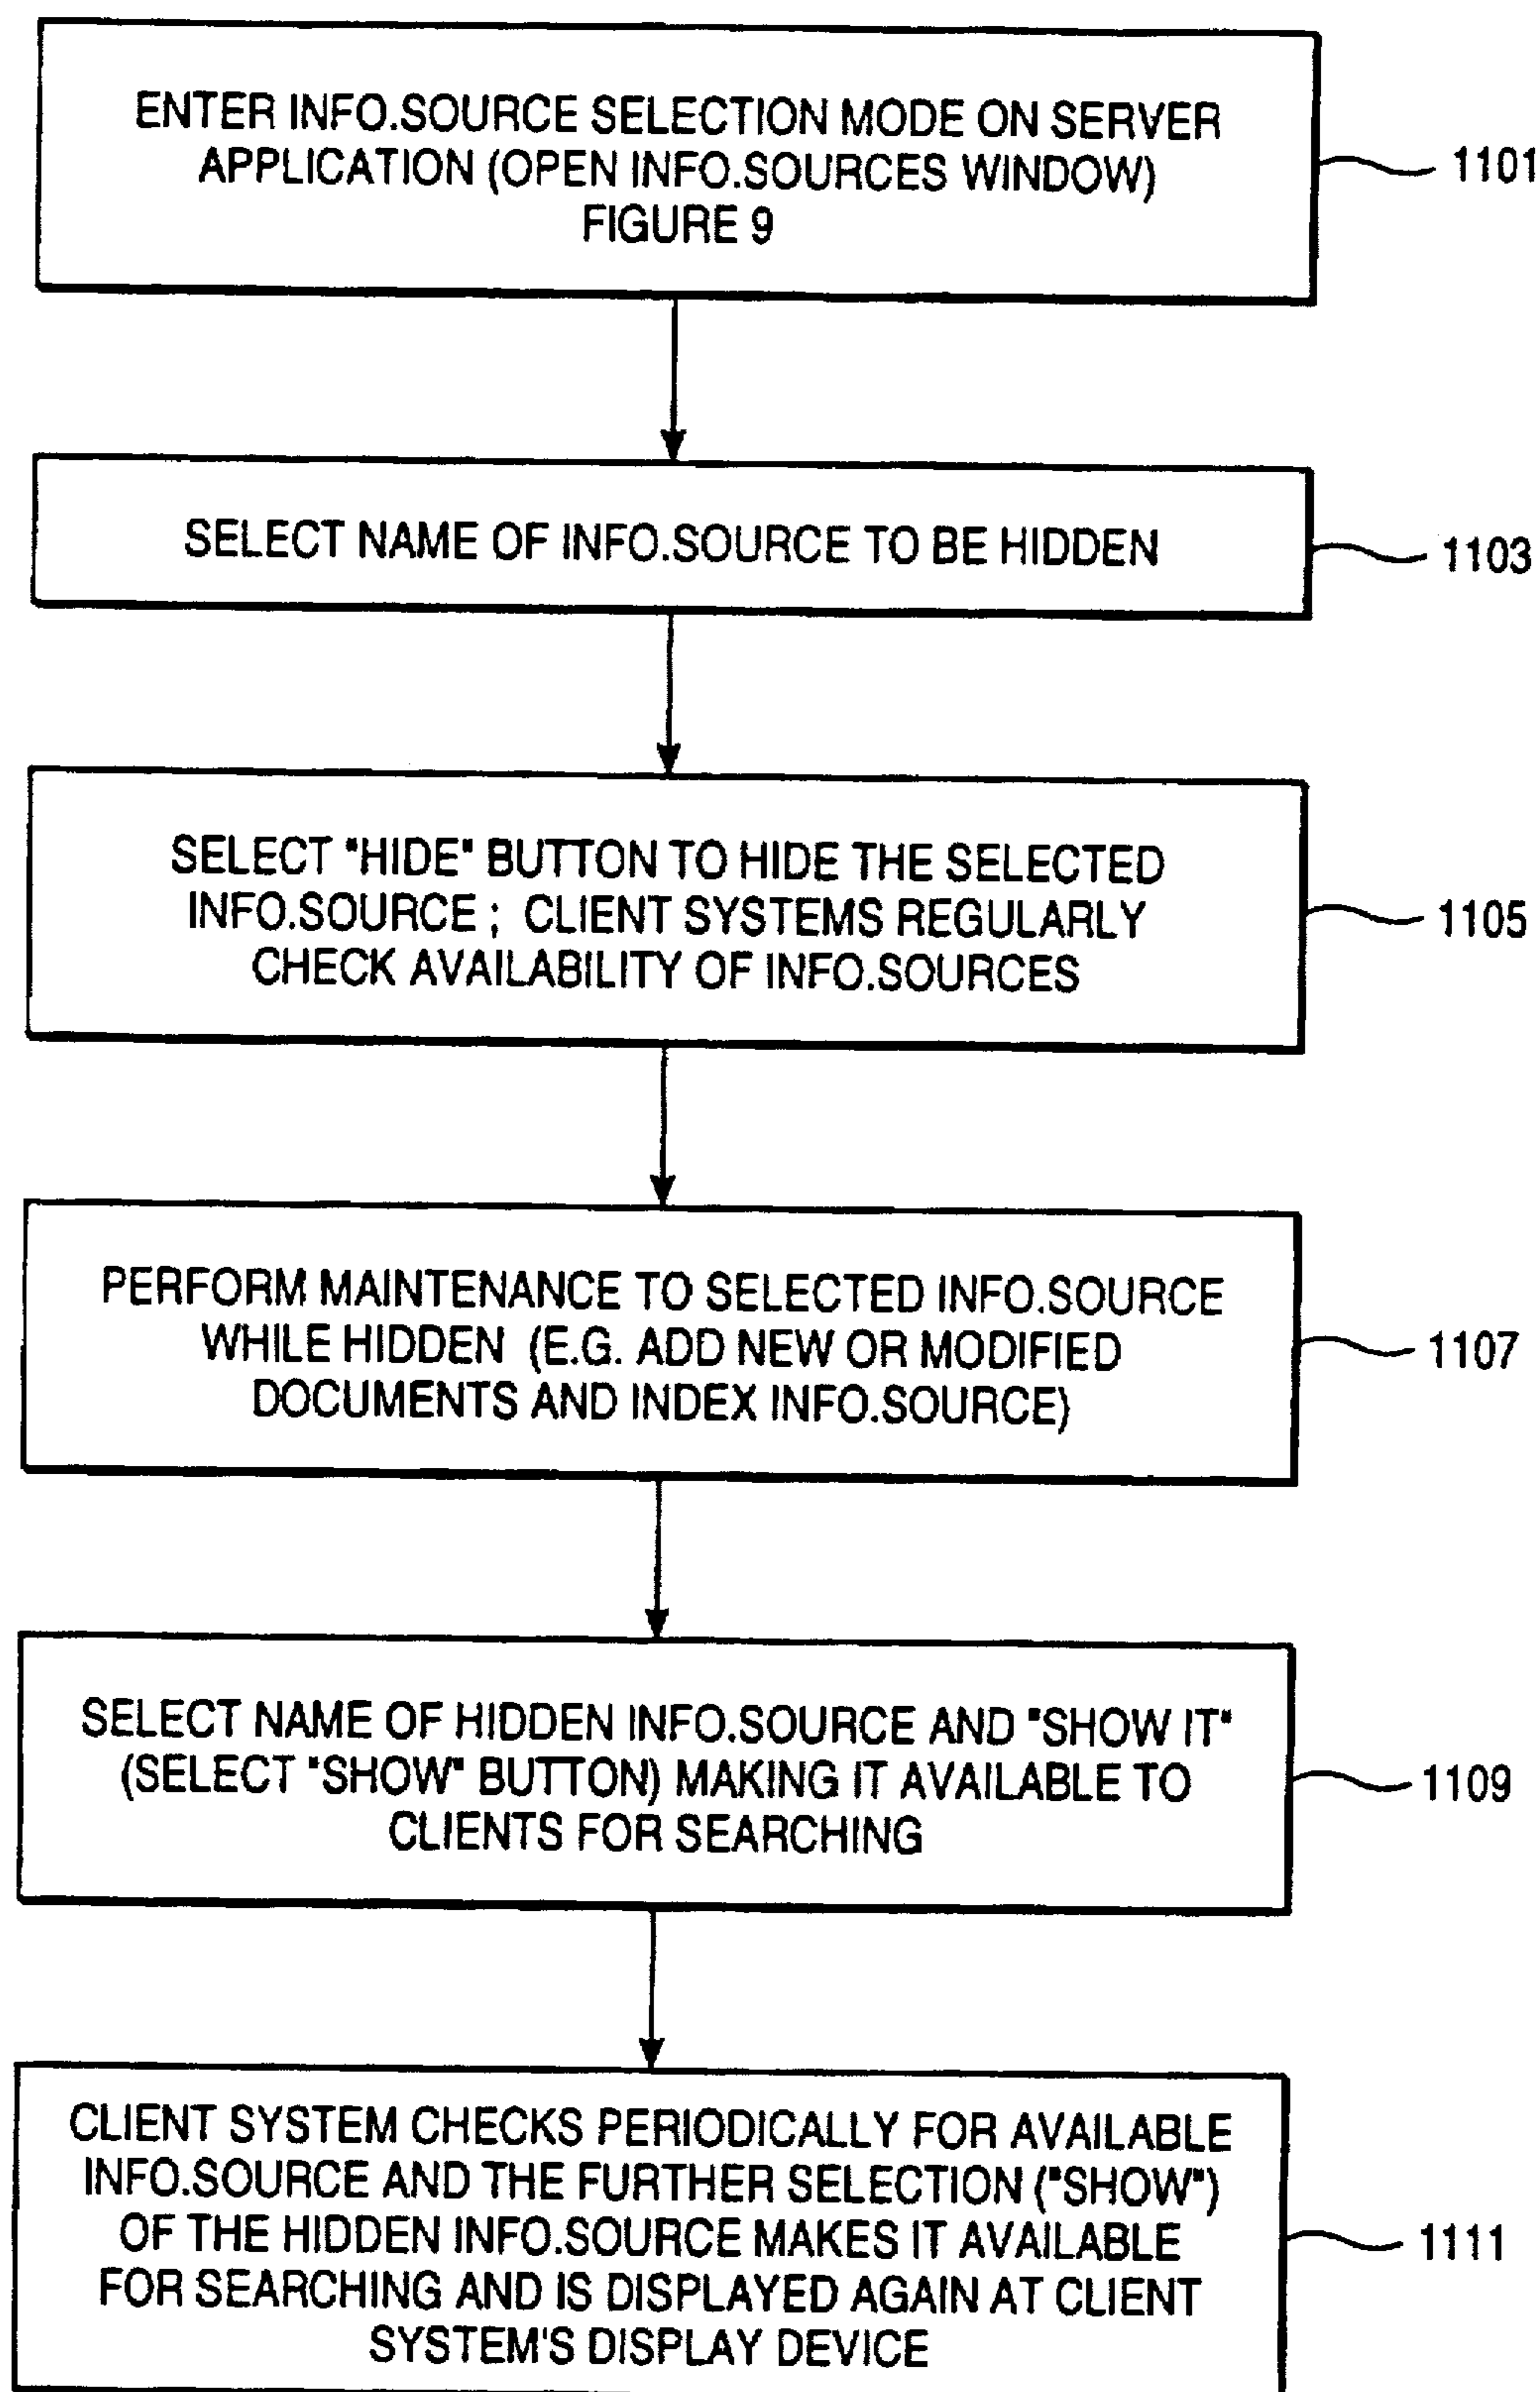 ENTER INFO.SOURCE SELECTION MODE ON SERVER
APPLICATION (OPEN INFO.SOURCES WINDOW)
FIGURE 9
1101
SELECT NAME OF INFO.SOURCE TO BE HIDDEN
1103
SELECT "HIDE" BUTTON TO HIDE THE SELECTED
INFO.SOURCE ; CLIENT SYSTEMS REGULARLY
CHECK AVAILABILITY OF INFO.SOURCES
1105
PERFORM MAINTENANCE TO SELECTED INFO.SOURCE
WHILE HIDDEN (E.G. ADD NEW OR MODIFIED
DOCUMENTS AND INDEX INFO.SOURCE)
1107
SELECT NAME OF HIDDEN INFO.SOURCE AND "SHOW IT"
(SELECT "SHOW" BUTTON) MAKING IT AVAILABLE TO
CLIENTS FOR SEARCHING
1109
CLIENT SYSTEM CHECKS PERIODICALLY FOR AVAILABLE
INFO.SOURCE AND THE FURTHER SELECTION ("SHOW")
OF THE HIDDEN INFO.SOURCE MAKES IT AVAILABLE
FOR SEARCHING AND IS DISPLAYED AGAIN AT CLIENT
SYSTEM'S DISPLAY DEVICE
1111